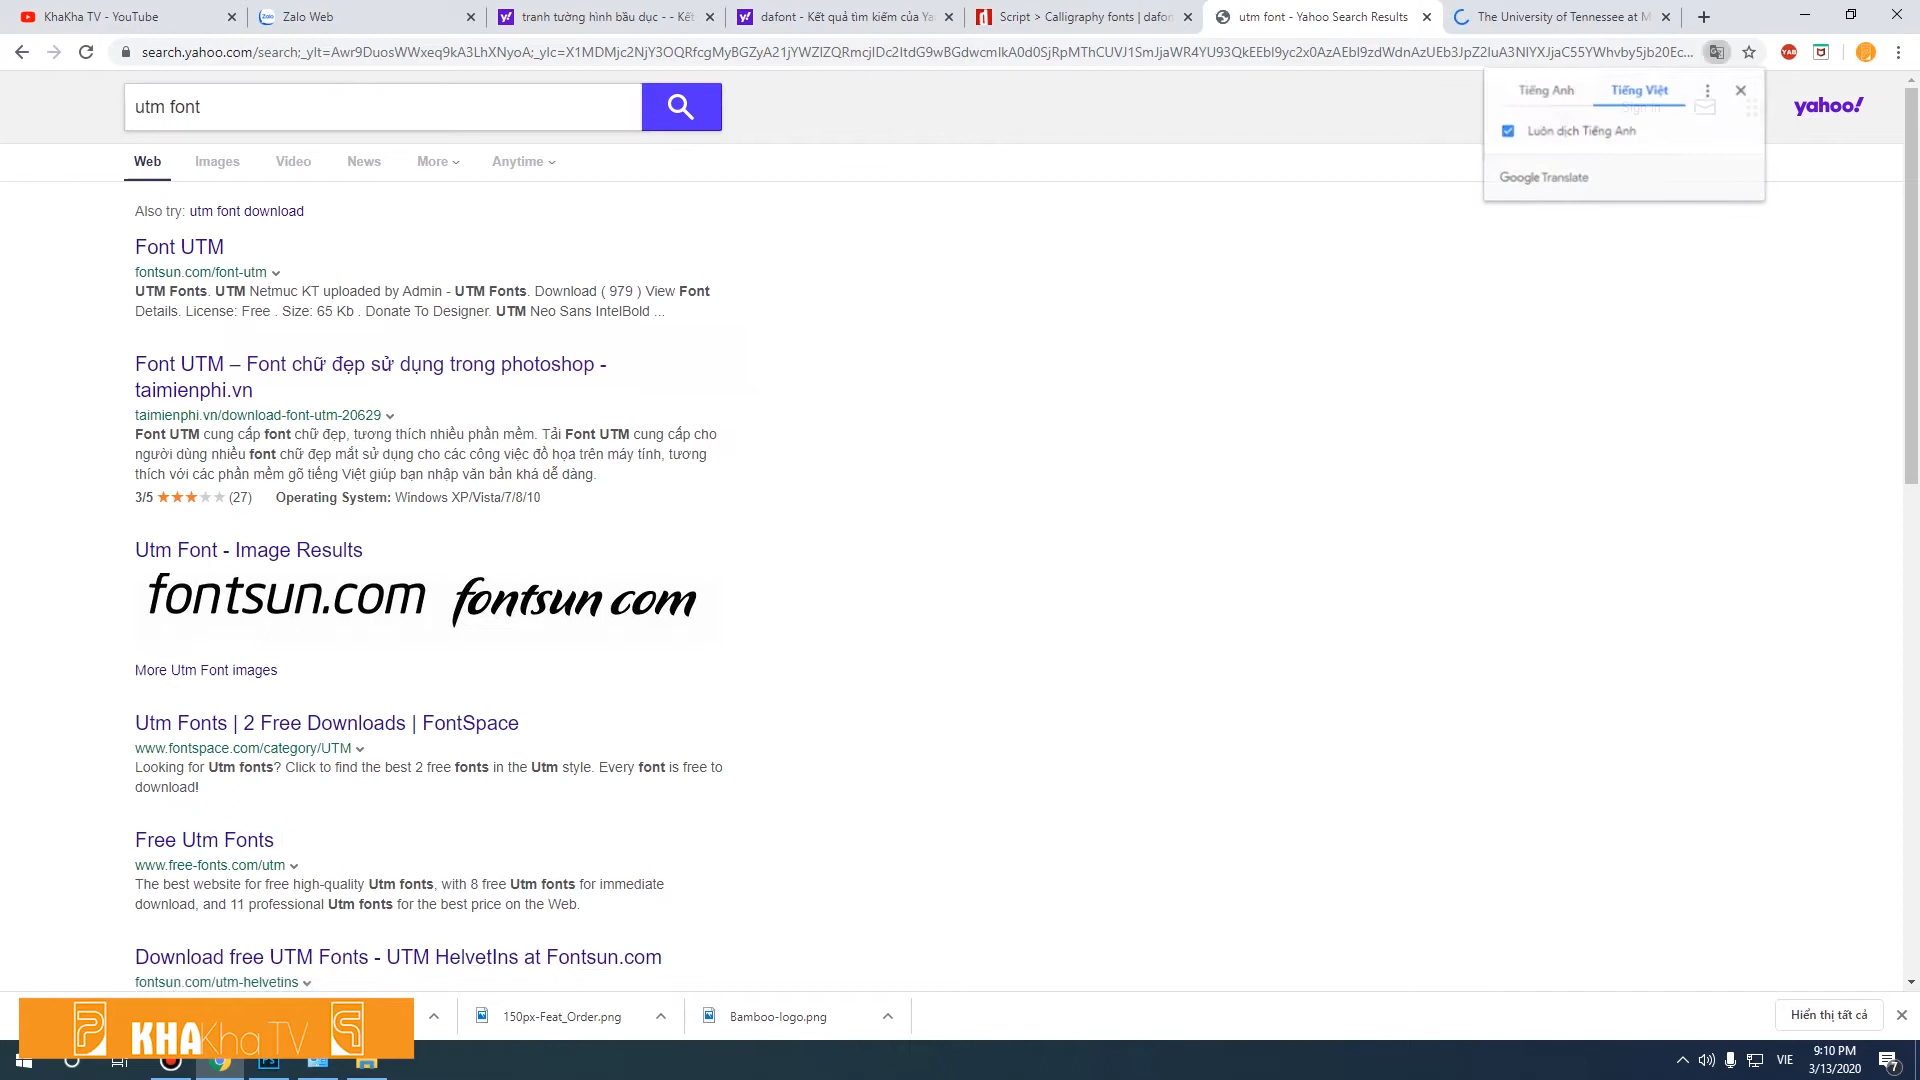 KhaKha TV - YouTube
Zalo Web
tranh tường hình bầu dục - - Kết
dafont - Kết quả tìm kiếm của Ya
Script > Calligraphy fonts | dafon
utm font - Yahoo Search Results
The University of Tennessee at M
utm font
Tiếng Anh
Tiếng Việt
Sign in
yahoo!
Luôn dịch Tiếng Anh
Google Translate
Web
Images
Video
News
More
Anytime
Also try: utm font download
Font UTM
fontsun.com/font-utm
UTM Fonts. UTM Netmuc KT uploaded by Admin - UTM Fonts. Download ( 979 ) View Font
Details. License: Free . Size: 65 Kb . Donate To Designer. UTM Neo Sans IntelBold ...
Font UTM – Font chữ đẹp sử dụng trong photoshop -
taimienphi.vn
taimienphi.vn/download-font-utm-20629
Font UTM cung cấp font chữ đẹp, tương thích nhiều phần mềm. Tải Font UTM cung cấp cho
người dùng nhiều font chữ đẹp mắt sử dụng cho các công việc đồ họa trên máy tính, tương
thích với các phần mềm gõ tiếng Việt giúp bạn nhập văn bản khá dễ dàng.
3/5 (27) Operating System: Windows XP/Vista/7/8/10
Utm Font - Image Results
fontsun.com fontsun com
More Utm Font images
Utm Fonts | 2 Free Downloads | FontSpace
www.fontspace.com/category/UTM
Looking for Utm fonts? Click to find the best 2 free fonts in the Utm style. Every font is free to
download!
Free Utm Fonts
www.free-fonts.com/utm
The best website for free high-quality Utm fonts, with 8 free Utm fonts for immediate
download, and 11 professional Utm fonts for the best price on the Web.
Download free UTM Fonts - UTM HelvetIns at Fontsun.com
fontsun.com/utm-helvetins
KHAKha TV
150px-Feat_Order.png
Bamboo-logo.png
Hiển thị tất cả
VIE
9:10 PM
3/13/2020
7